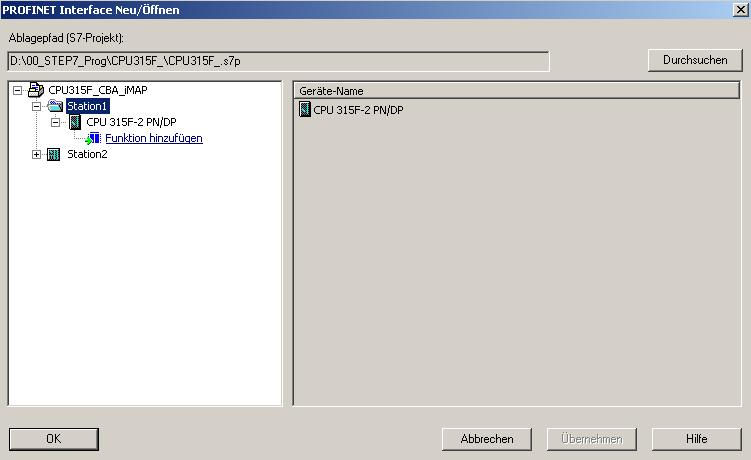 PROFINET Interface Neu/Öffnen
Ablagepfad (S7-Projekt):
D:\00_STEP7_Prog\CPU315F_\CPU315F_.s7p
Durchsuchen
CPU315F_CBA_iMAP
Station1
CPU 315F-2 PN/DP
Funktion hinzufügen
Station2
Geräte-Name
CPU 315F-2 PN/DP
OK
Abbrechen
Übernehmen
Hilfe